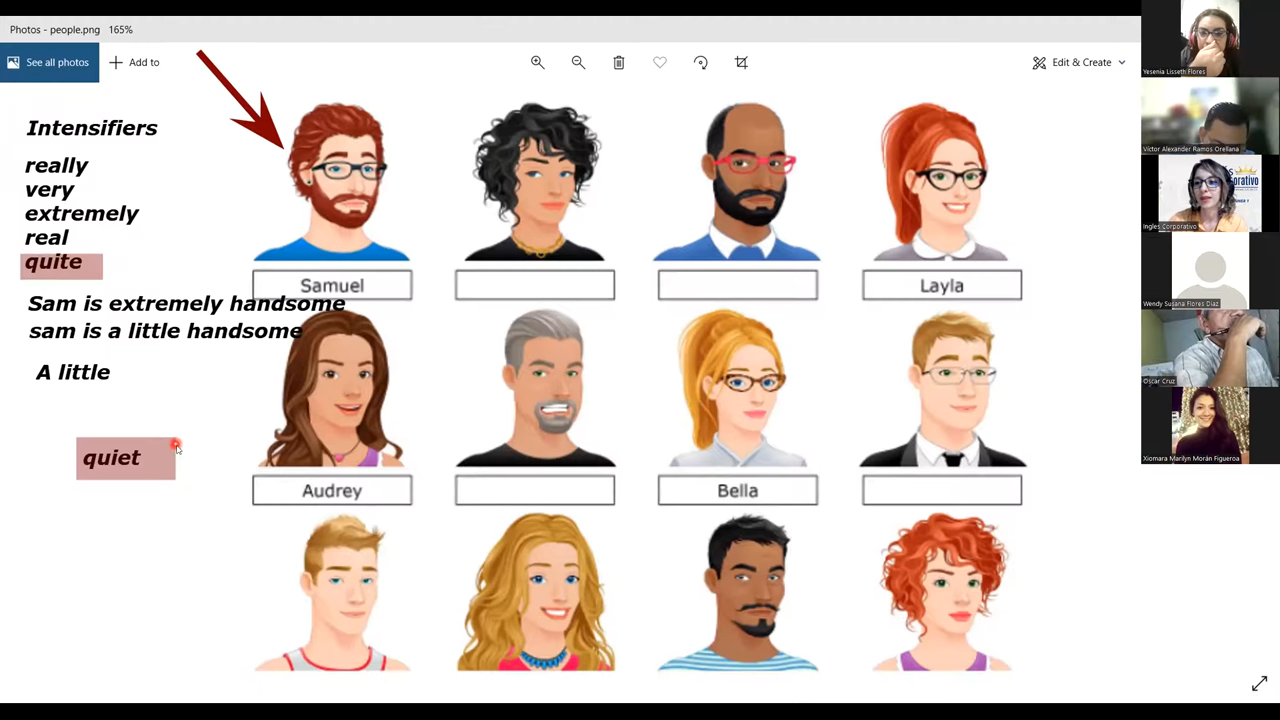 Photos - people.png 165%
See all photos
Add to
Edit & Create
Intensifiers
really
very
extremely
real
quite
Sam is extremely handsome
sam is a little handsome
A little
quiet
Samuel
Layla
Audrey
Bella
Yesenia Lisseth Flores
Víctor Alexander Ramos Orellana
Ingles Corporativo
Wendy Susana Flores Diaz
Oscar Cruz
Xiomara Marilyn Morán Figueroa